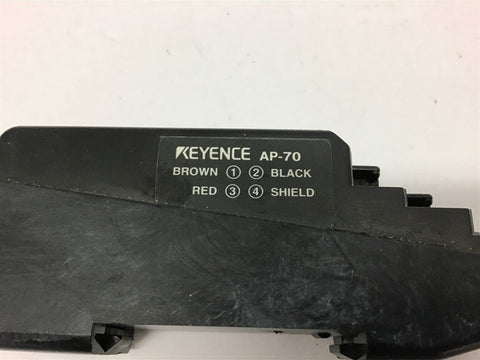 KEYENCE AP-70
BROWN ① ② BLACK
RED ③ ④ SHIELD